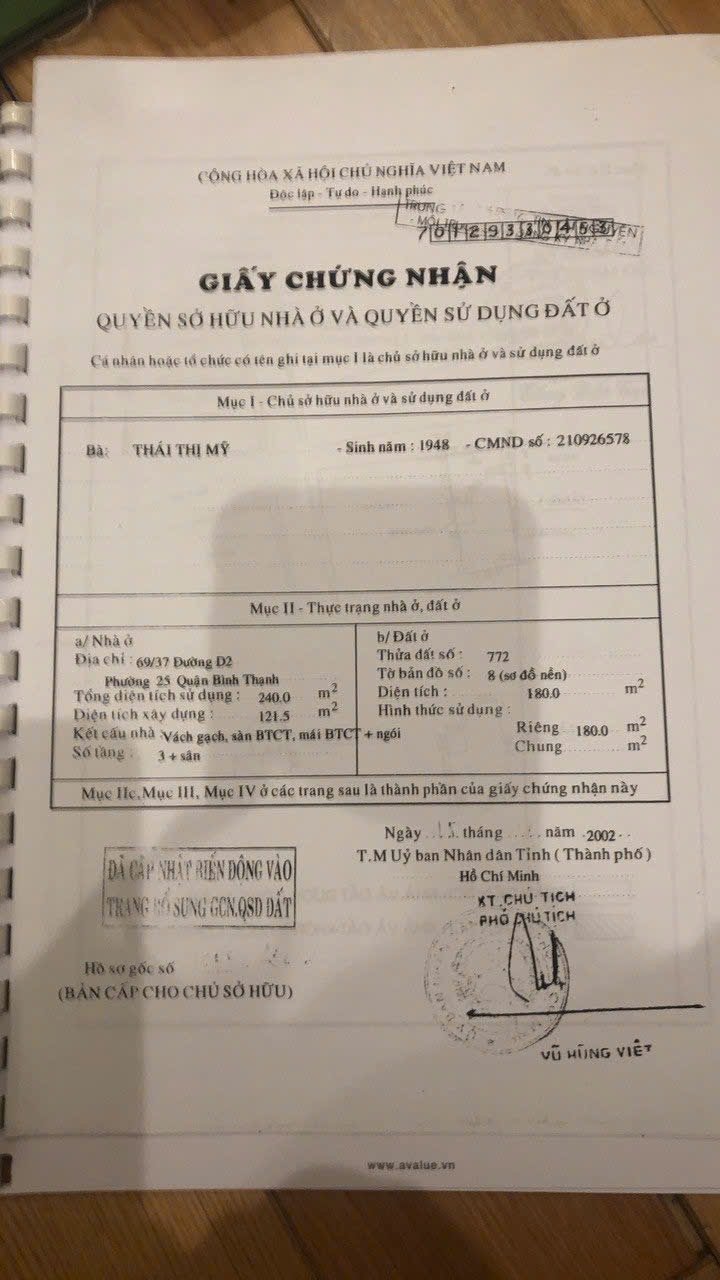 CỘNG HÒA XÃ HỘI CHỦ NGHĨA VIỆT NAM
Độc lập - Tự do - Hạnh phúc
TRUNG
701293330453
GIẤY CHỨNG NHẬN
QUYỀN SỞ HỮU NHÀ Ở VÀ QUYỀN SỬ DỤNG ĐẤT Ở
Cá nhân hoặc tổ chức có tên ghi tại mục I là chủ sở hữu nhà ở và sử dụng đất ở
Mục I - Chủ sở hữu nhà ở và sử dụng đất ở
Bà: THÁI THỊ MỸ - Sinh năm : 1948 - CMND số : 210926578
Mục II - Thực trạng nhà ở, đất ở
a/ Nhà ở
Địa chỉ : 69/37 Đường D2
Phường 25 Quận Bình Thạnh
Tổng diện tích sử dụng : 240.0 m2
Diện tích xây dựng : 121.5 m2
Kết cấu nhà : Vách gạch, sàn BTCT, mái BTCT + ngói
Số tầng : 3 + sân
b/ Đất ở
Thửa đất số : 772
Tờ bản đồ số : 8 (sơ đồ nền)
Diện tích : 180.0 m2
Hình thức sử dụng :
Riêng 180.0 m2
Chung m2
Mục IIc, Mục III, Mục IV ở các trang sau là thành phần của giấy chứng nhận này
Ngày 15 tháng năm 2002
T.M Uỷ ban Nhân dân Tỉnh ( Thành phố )
Hồ Chí Minh
KT. CHỦ TỊCH
PHÓ CHỦ TỊCH
ĐÃ CẬP NHẬT BIẾN ĐỘNG VÀO
TRANG BỔ SUNG GCN.QSD ĐẤT
Hồ sơ gốc số
(BẢN CẤP CHO CHỦ SỞ HỮU)
VŨ HÙNG VIỆT
www.avalue.vn